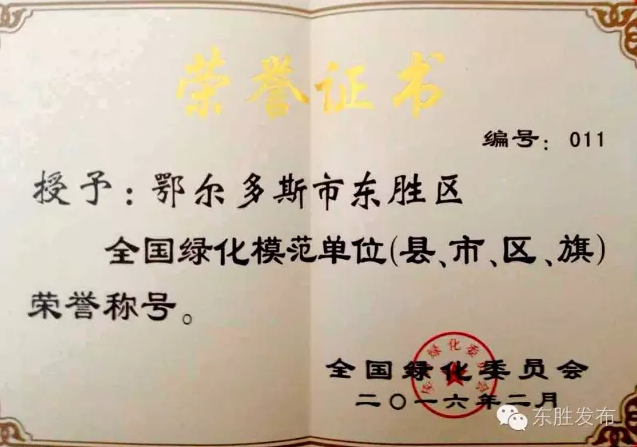 荣誉证书
编号：011
授予：鄂尔多斯市东胜区
全国绿化模范单位(县、市、区、旗)
荣誉称号。
全国绿化委员会
二〇一六年二月
东胜发布